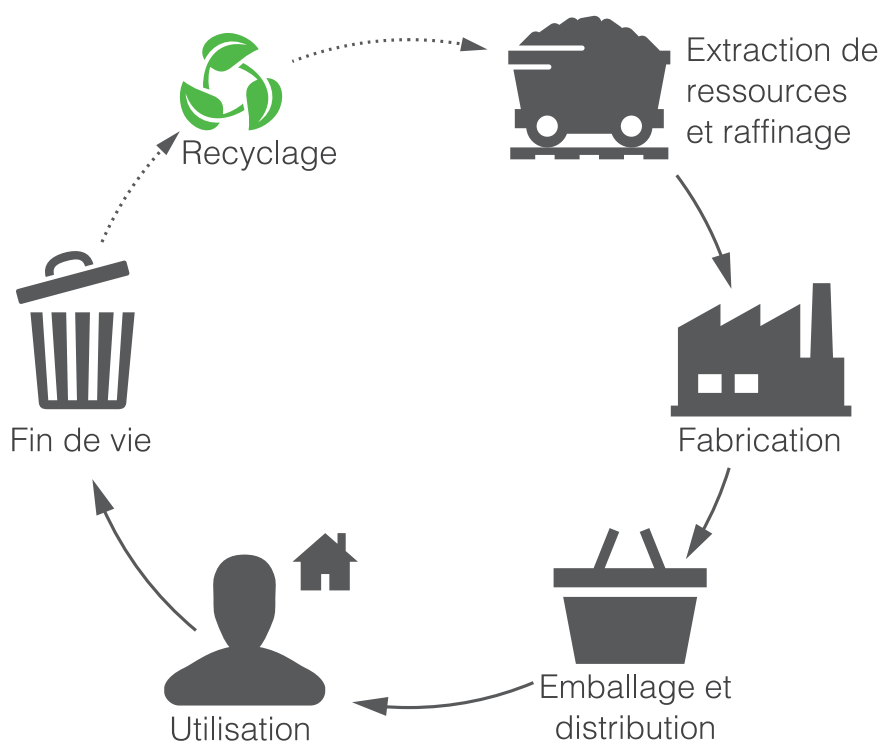 Recyclage
Extraction de
ressources
et raffinage
Fabrication
Emballage et
distribution
Utilisation
Fin de vie